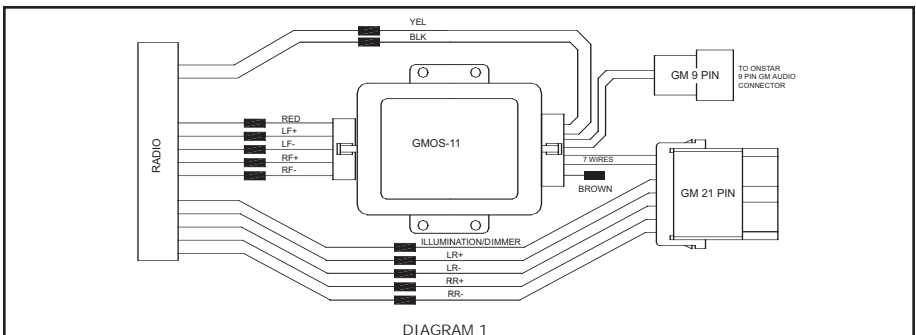 YEL
BLK
GM 9 PIN
TO ONSTAR
9 PIN GM AUDIO
CONNECTOR
RADIO
RED
LF+
LF-
RF+
RF-
GMOS-11
7 WIRES
BROWN
GM 21 PIN
ILLUMINATION/DIMMER
LR+
LR-
RR+
RR-
DIAGRAM 1